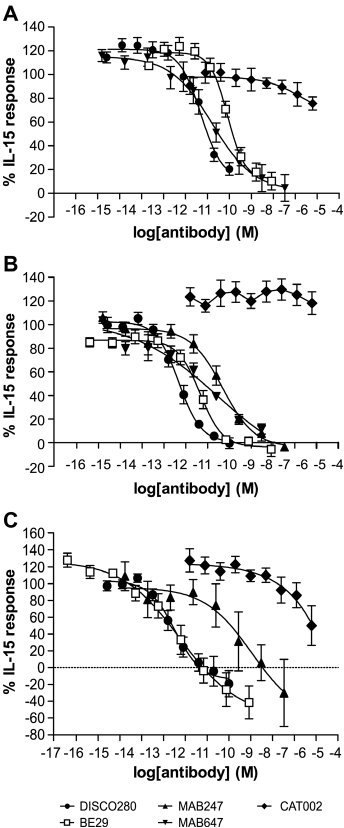 A
% IL-15 response
140
120
100
80
60
40
20
0
-20
-16 -15 -14 -13 -12 -11 -10 -9 -8 -7 -6 -5 -4
log[antibody] (M)
B
% IL-15 response
140
120
100
80
60
40
20
0
-20
-16 -15 -14 -13 -12 -11 -10 -9 -8 -7 -6 -5 -4
log[antibody] (M)
C
% IL-15 response
160
140
120
100
80
60
40
20
0
-20
-40
-60
-80
-17 -16 -15 -14 -13 -12 -11 -10 -9 -8 -7 -6 -5 -4
log[antibody] (M)
DISCO280 MAB247 CAT002
BE29 MAB647